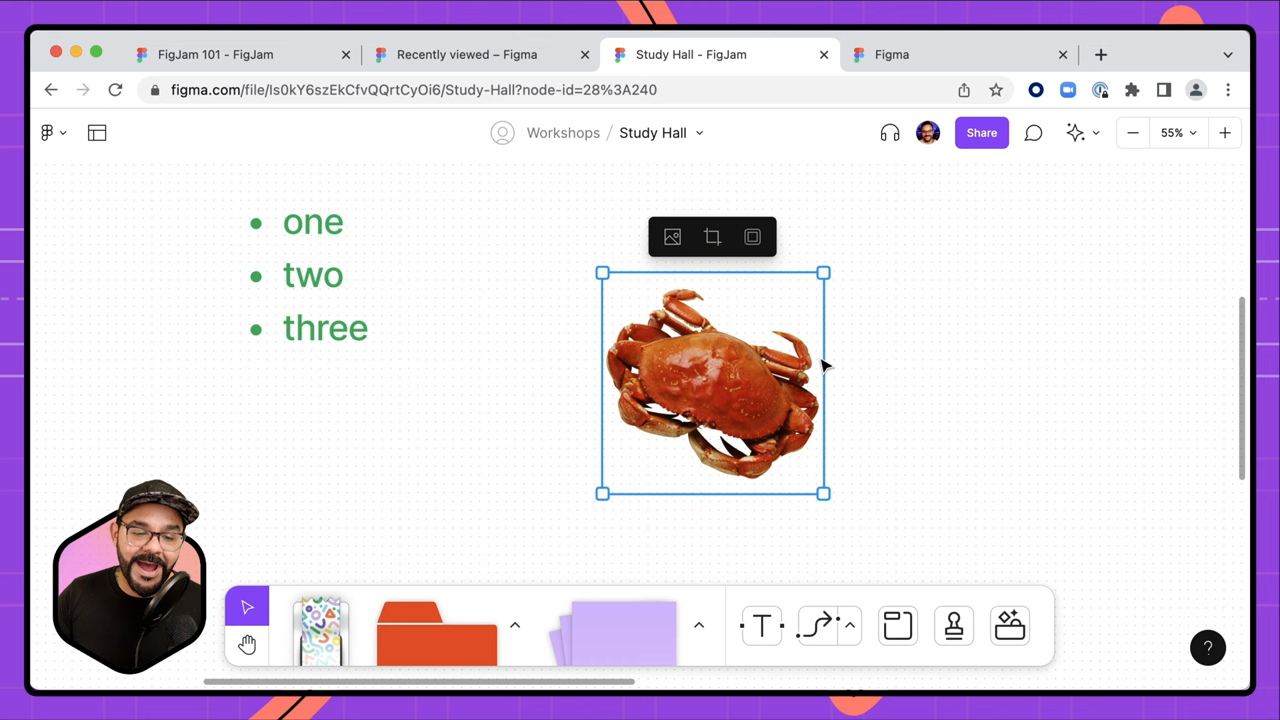 FigJam 101 - FigJam
Recently viewed – Figma
Study Hall - FigJam
Figma
figma.com/file/ls0kY6szEkCfvQQrtCyOi6/Study-Hall?node-id=28%3A240
Workshops / Study Hall
Share
55%
• one
• two
• three
T
?